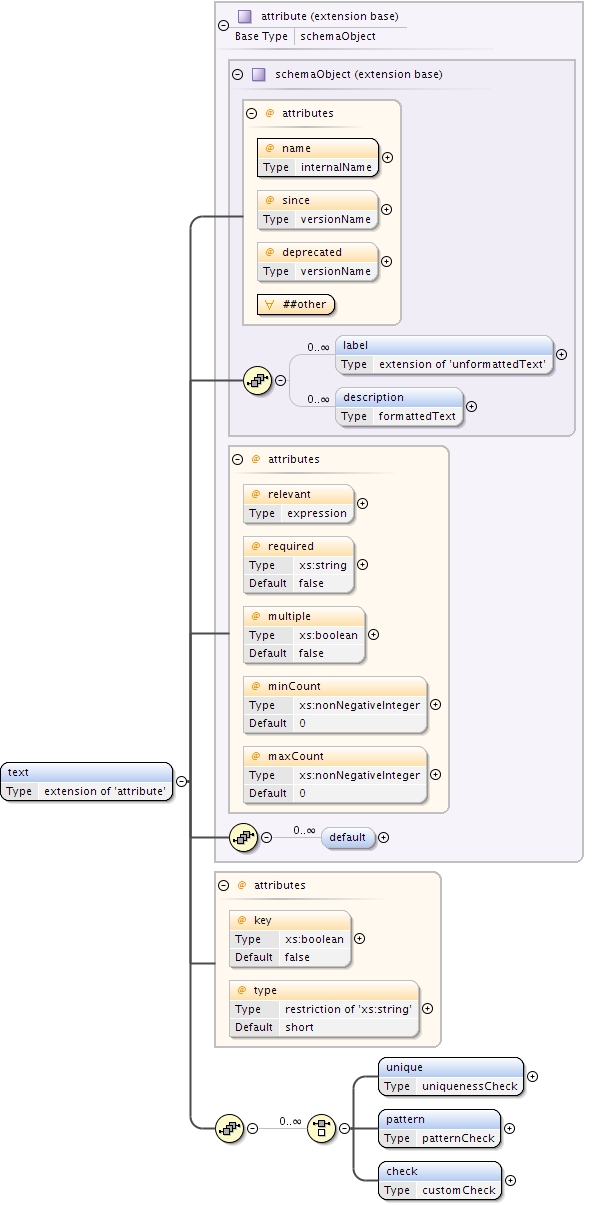 attribute (extension base)
Base Type schemaObject
schemaObject (extension base)
@ attributes
@ name
Type internalName
@ since
Type versionName
@ deprecated
Type versionName
∀ ##other
0..∞ label
Type extension of 'unformattedText'
0..∞ description
Type formattedText
@ attributes
@ relevant
Type expression
@ required
Type xs:string
Default false
@ multiple
Type xs:boolean
Default false
@ minCount
Type xs:nonNegativeInteger
Default 0
@ maxCount
Type xs:nonNegativeInteger
Default 0
text
Type extension of 'attribute'
0..∞ default
@ attributes
@ key
Type xs:boolean
Default false
@ type
Type restriction of 'xs:string'
Default short
0..∞
unique
Type uniquenessCheck
pattern
Type patternCheck
check
Type customCheck